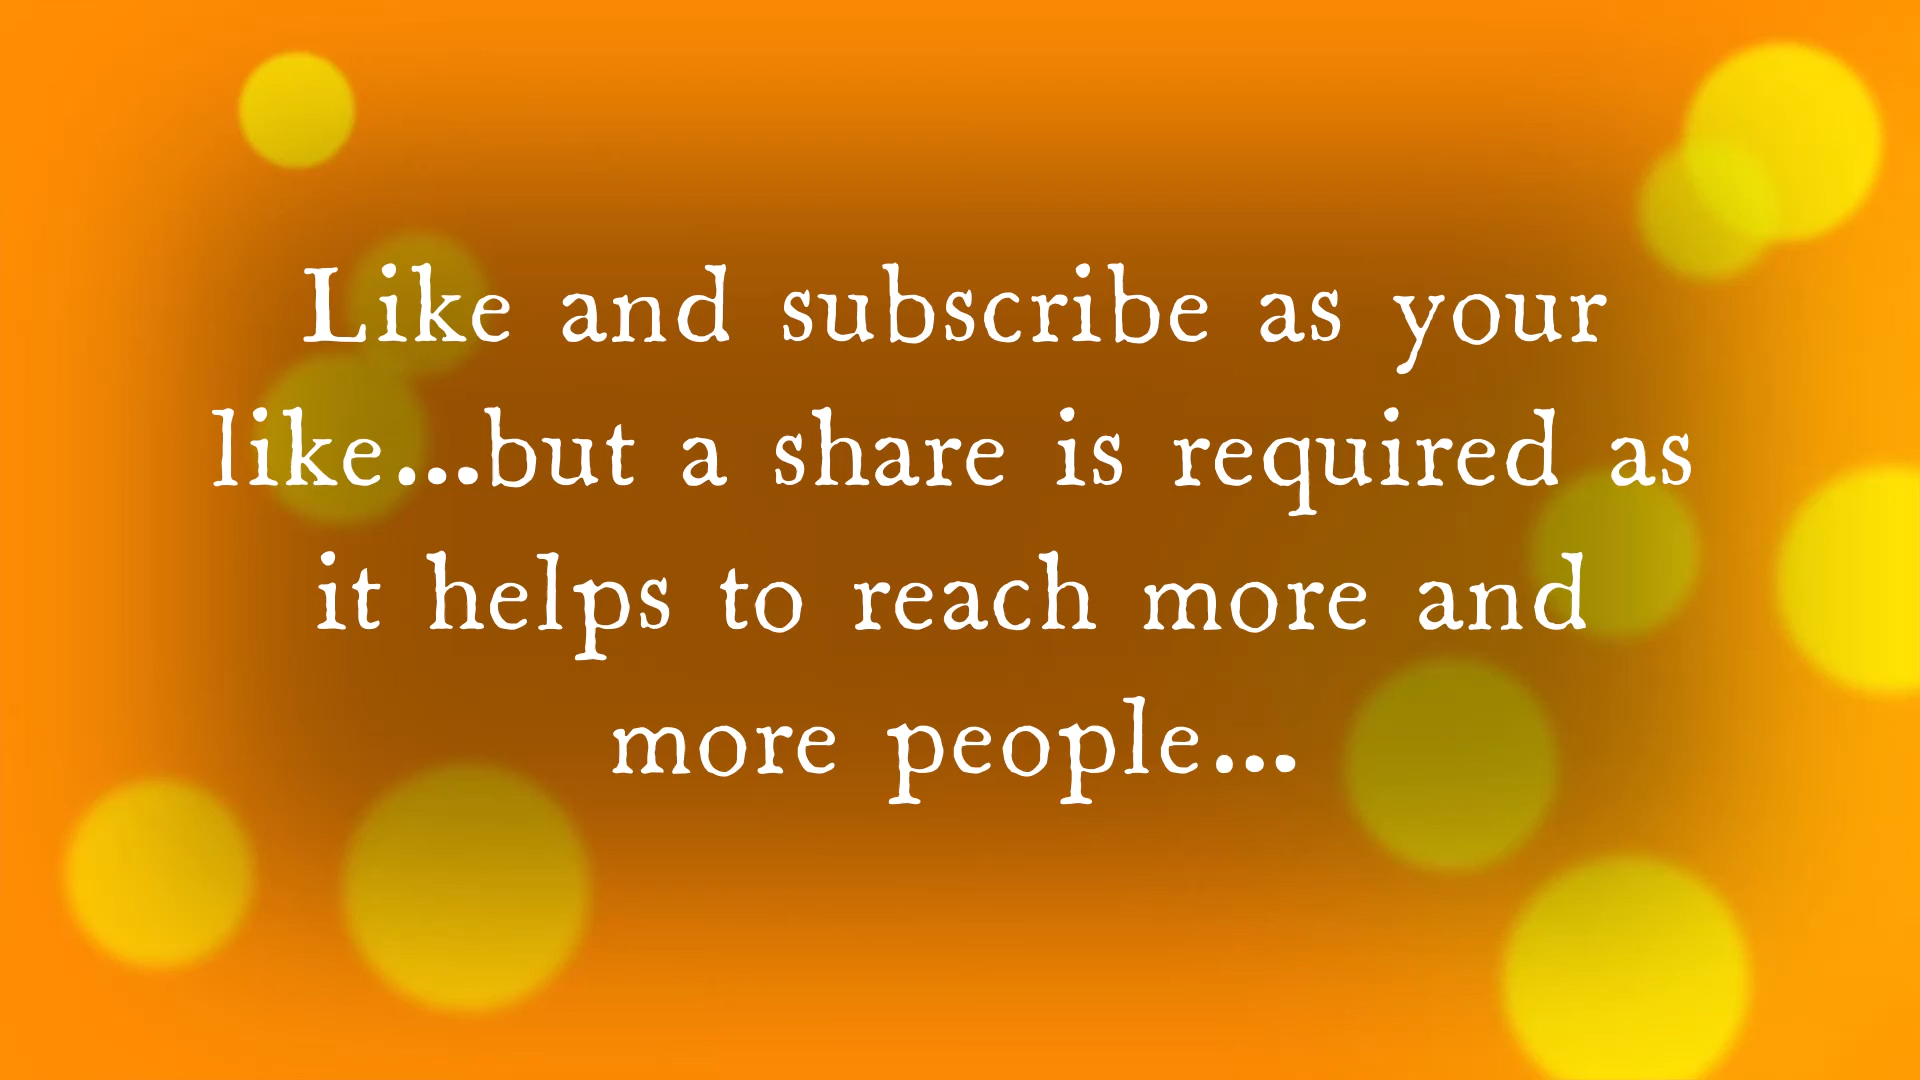 Like and subscribe as your
like...but a share is required as
it helps to reach more and
more people...